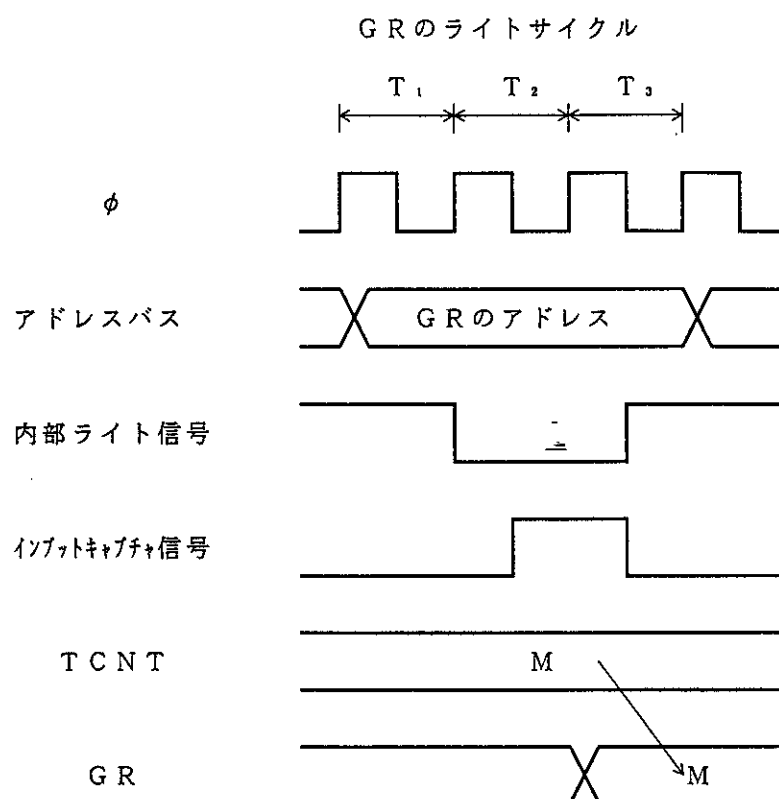 GRのライトサイクル
T₁ T₂ T₃
φ
アドレスバス GRのアドレス
内部ライト信号
インプットキャプチャ信号
TCNT M
GR M